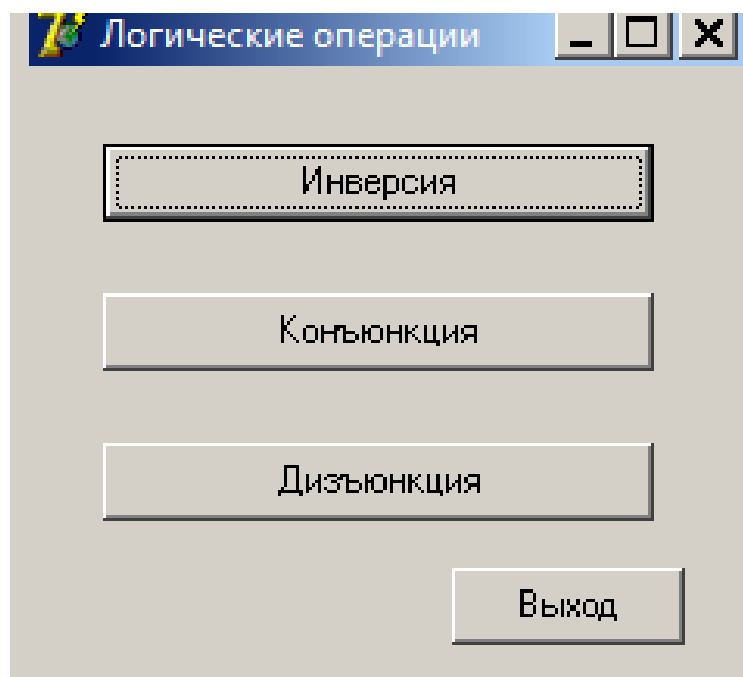 Логические операции
Инверсия
Конъюнкция
Дизъюнкция
Выход